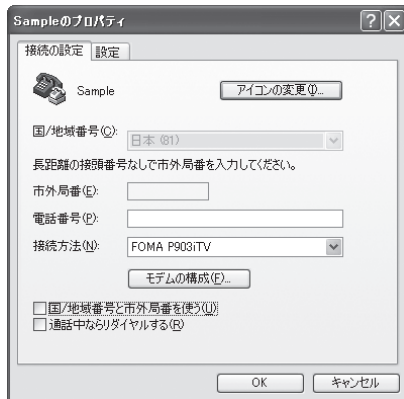 Sampleのプロパティ
接続の設定 設定
Sample
アイコンの変更(I)...
国/地域番号(C): 日本 (81)
長距離の接頭番号なしで市外局番を入力してください。
市外局番(E):
電話番号(P):
接続方法(N): FOMA P903iTV
モデムの構成(F)...
国/地域番号と市外局番を使う(U)
通話中ならリダイヤルする(R)
OK キャンセル